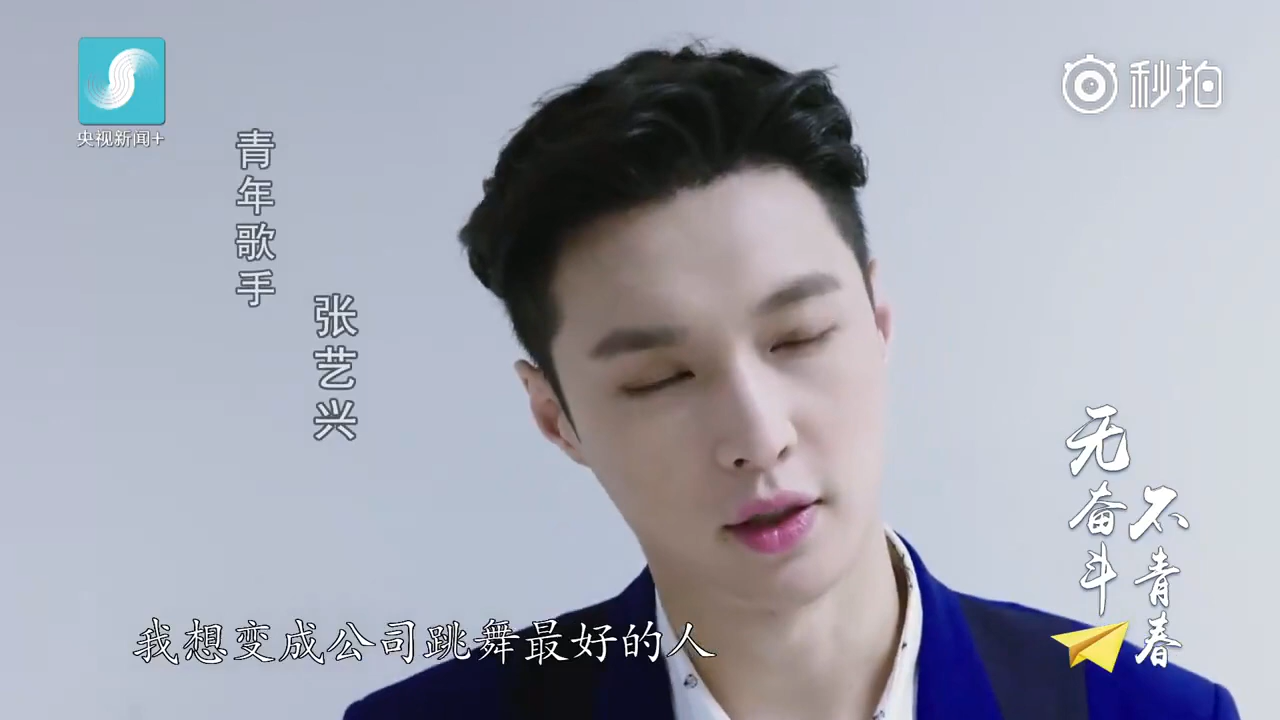 央视新闻+
秒拍
青年歌手
张艺兴
无奋斗
不青春
我想变成公司跳舞最好的人